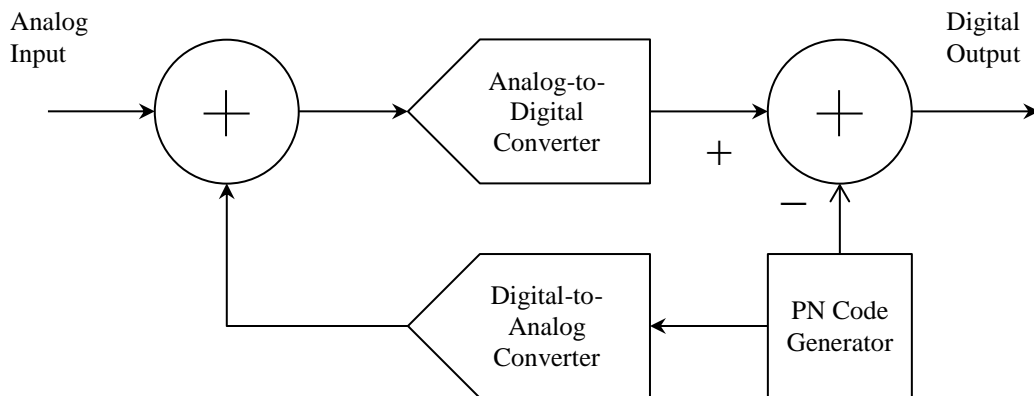 Analog
Input
Digital
Output
+
Analog-to-
Digital
Converter
+
+
−
Digital-to-
Analog
Converter
PN Code
Generator